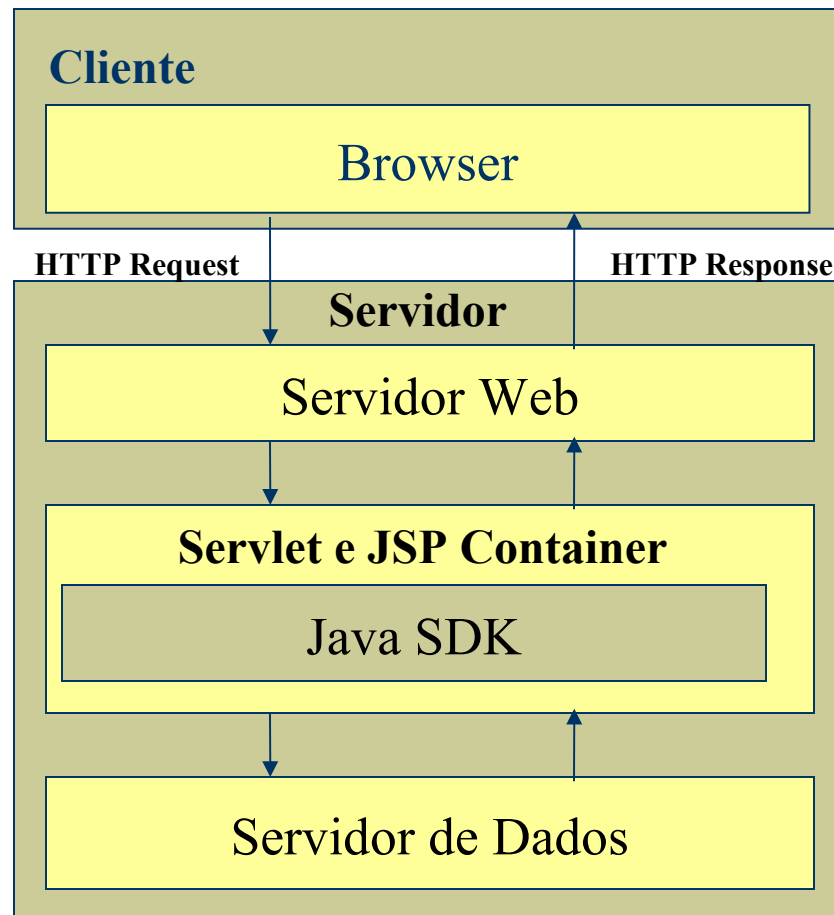 Cliente
Browser
HTTP Request
HTTP Response
Servidor
Servidor Web
Servlet e JSP Container
Java SDK
Servidor de Dados